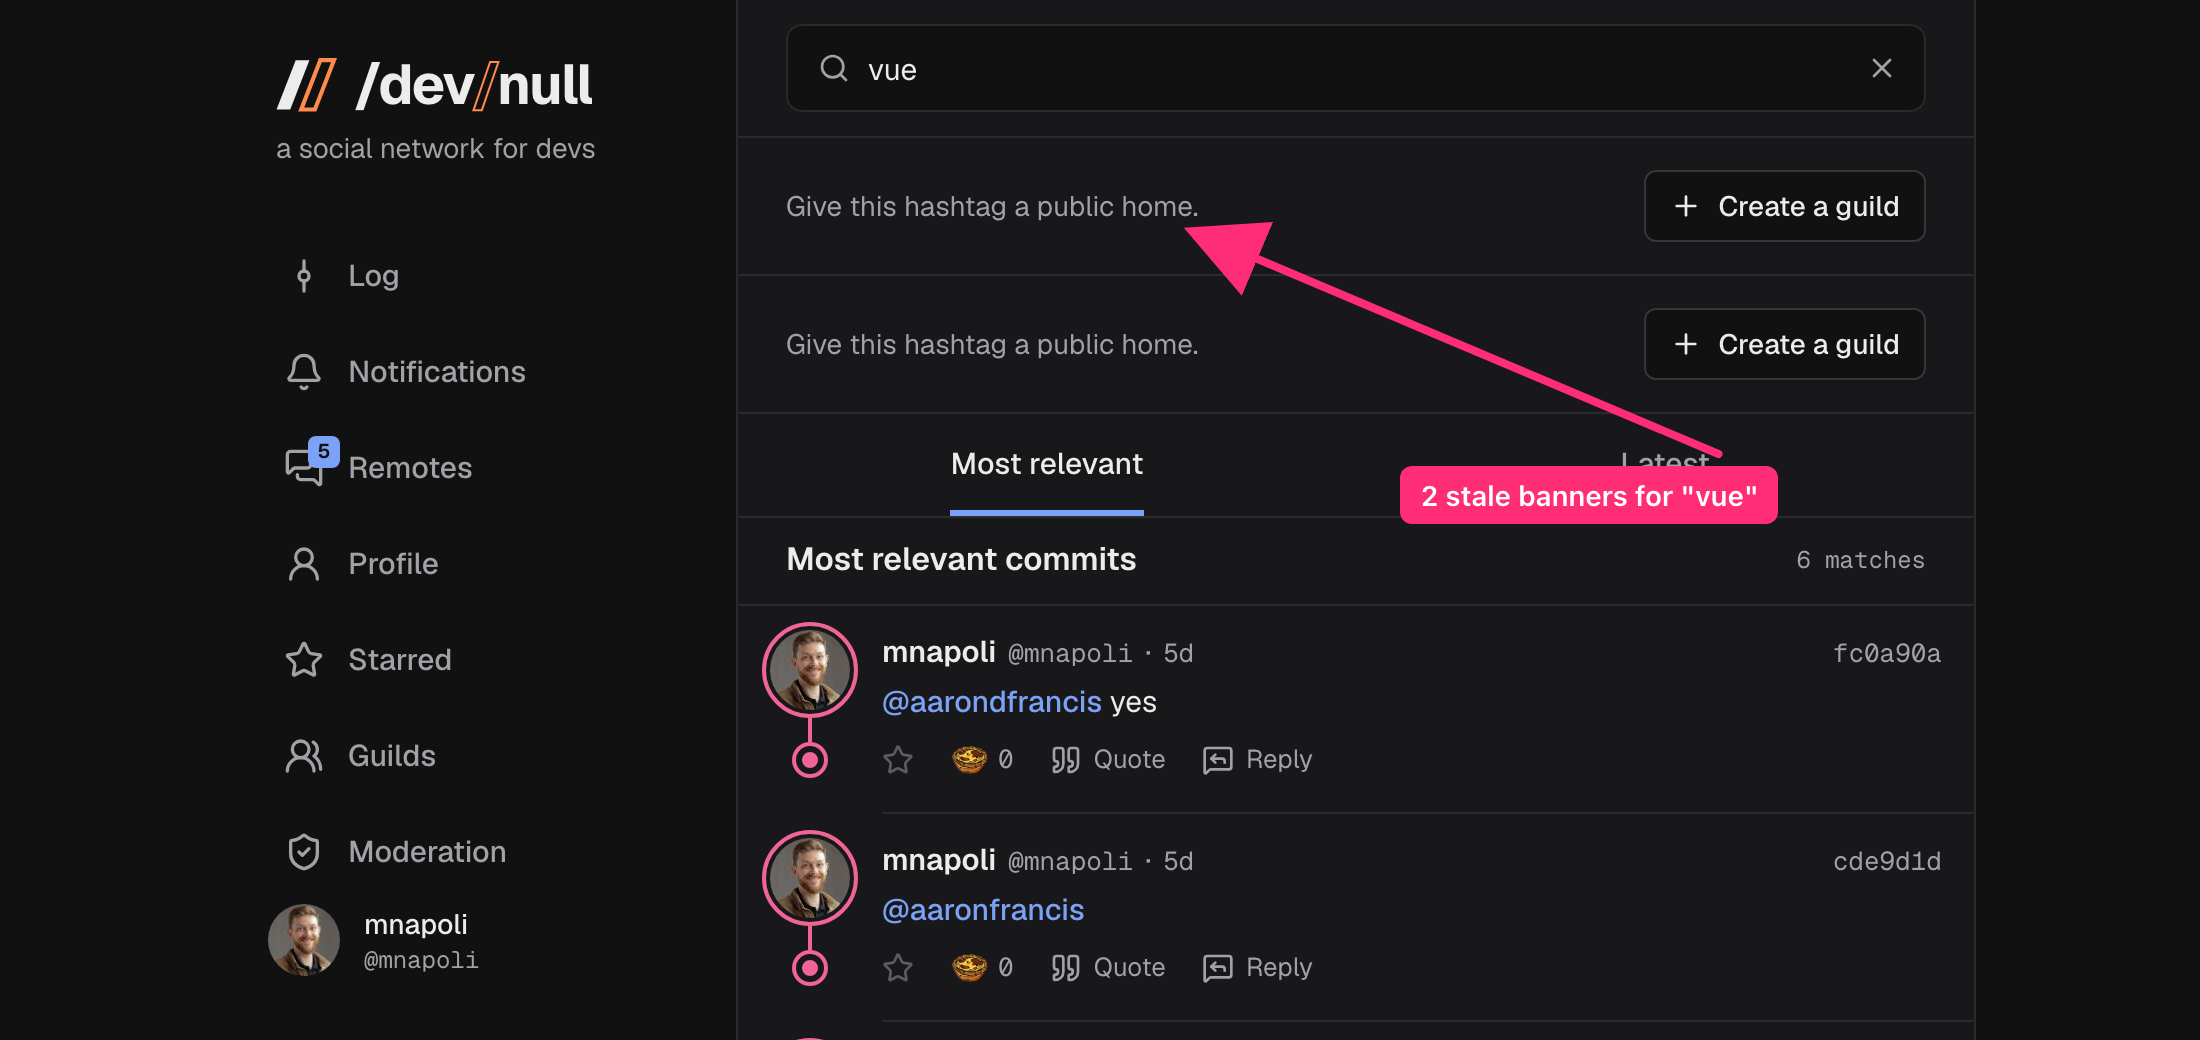 /dev//null
a social network for devs
Log
Notifications
5
Remotes
Profile
Starred
Guilds
Moderation
mnapoli
@mnapoli
vue
Give this hashtag a public home.
+ Create a guild
Give this hashtag a public home.
+ Create a guild
Most relevant
Latest
2 stale banners for "vue"
Most relevant commits
6 matches
mnapoli @mnapoli · 5d
fc0a90a
@aarondfrancis yes
0 Quote Reply
mnapoli @mnapoli · 5d
cde9d1d
@aaronfrancis
0 Quote Reply